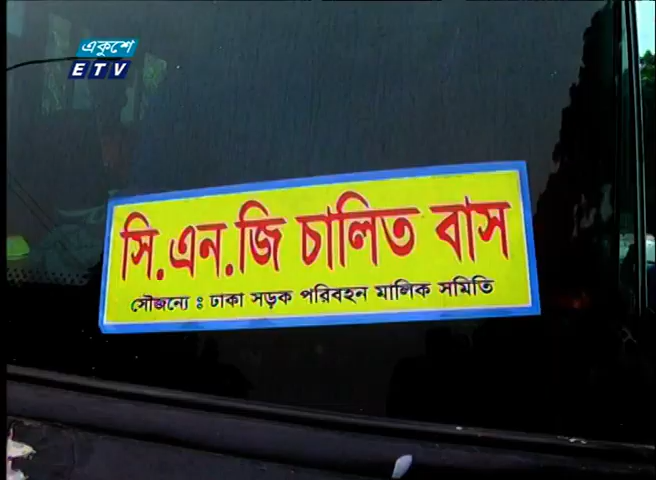 একুশে
ETV
সি.এন.জি চালিত বাস
সৌজন্যে : ঢাকা সড়ক পরিবহন মালিক সমিতি